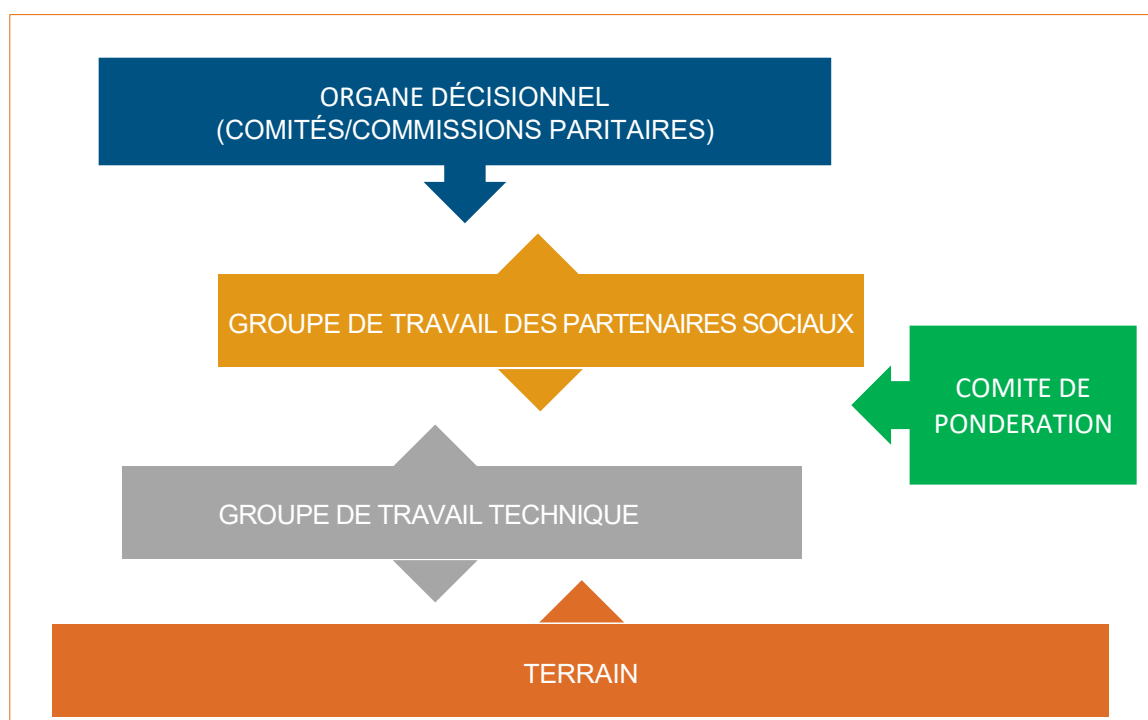 ORGANE DÉCISIONNEL
(COMITÉS/COMMISSIONS PARITAIRES)
GROUPE DE TRAVAIL DES PARTENAIRES SOCIAUX
COMITE DE
PONDERATION
GROUPE DE TRAVAIL TECHNIQUE
TERRAIN